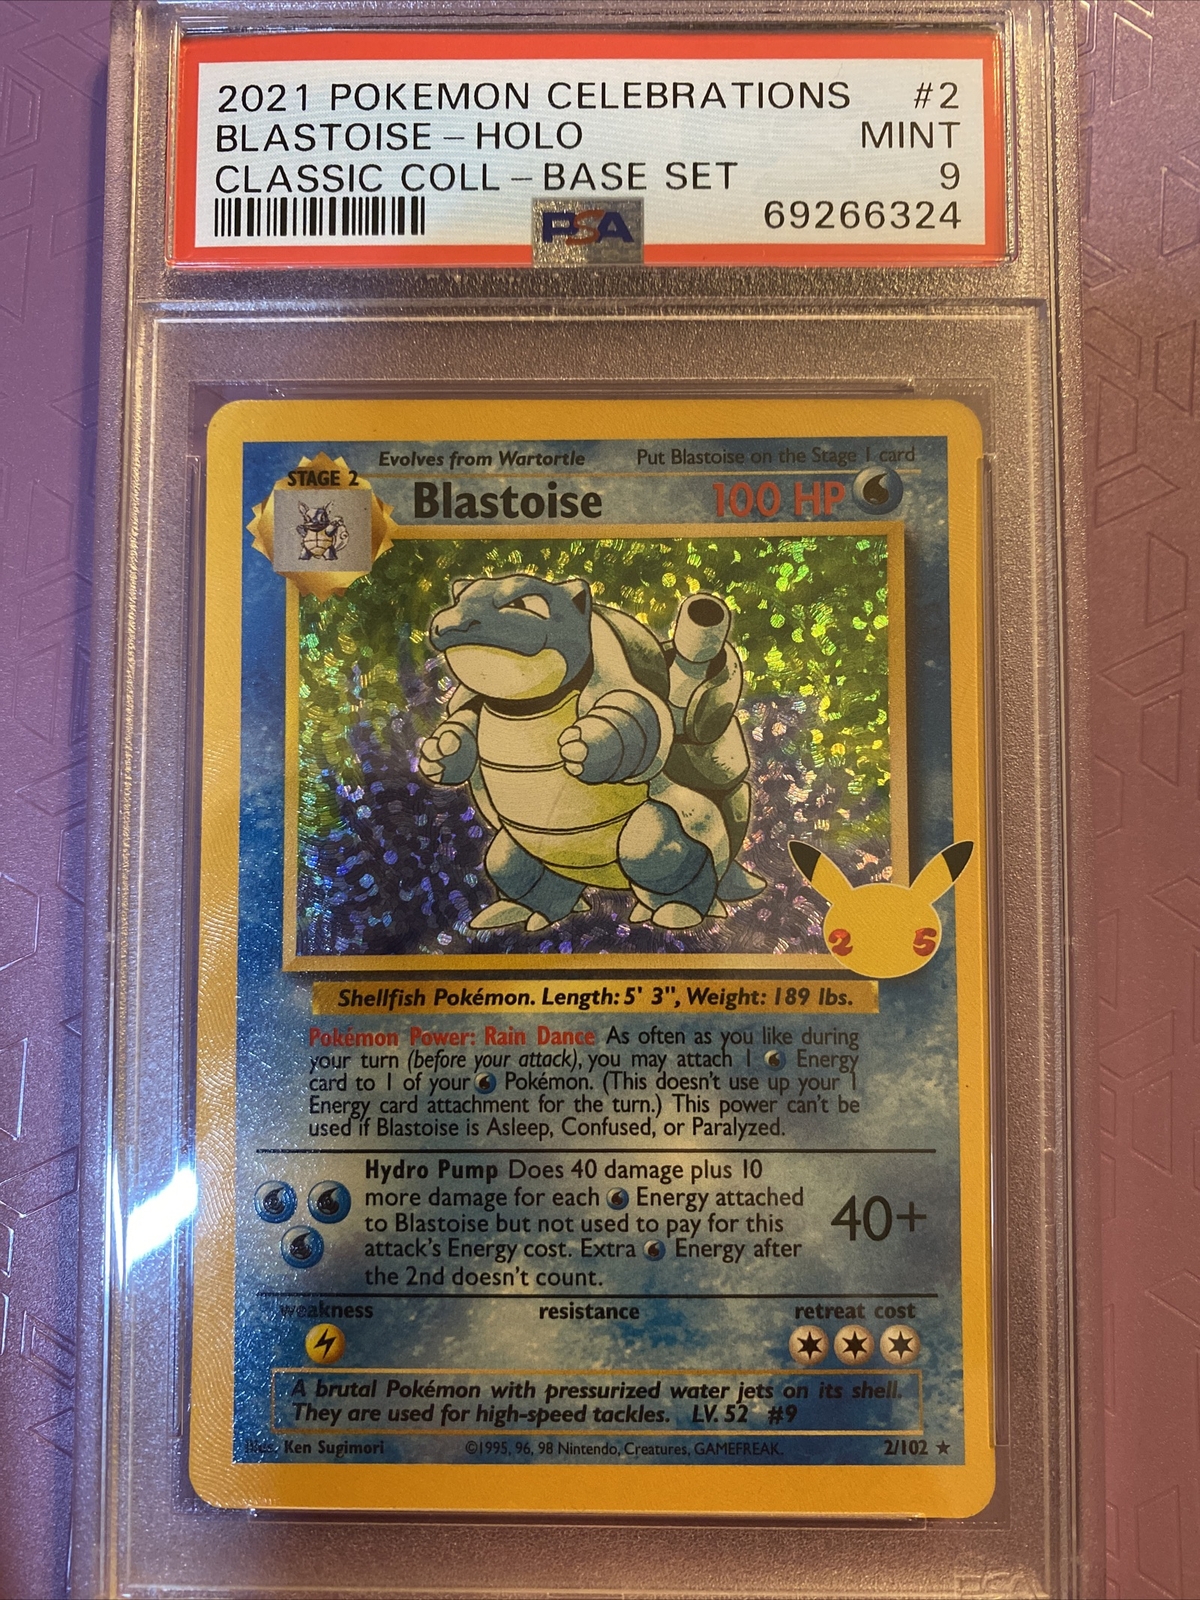 2021 POKEMON CELEBRATIONS #2
BLASTOISE – HOLO MINT
CLASSIC COLL – BASE SET 9
PSA 69266324
Evolves from Wartortle Put Blastoise on the Stage 1 card
STAGE 2
Blastoise 100 HP
2 5
Shellfish Pokémon. Length: 5' 3", Weight: 189 lbs.
Pokémon Power: Rain Dance As often as you like during
your turn (before your attack), you may attach 1 Energy
card to 1 of your Pokémon. (This doesn't use up your 1
Energy card attachment for the turn.) This power can't be
used if Blastoise is Asleep, Confused, or Paralyzed.
Hydro Pump Does 40 damage plus 10
more damage for each Energy attached
to Blastoise but not used to pay for this
attack's Energy cost. Extra Energy after
the 2nd doesn't count.
40+
weakness resistance retreat cost
A brutal Pokémon with pressurized water jets on its shell.
They are used for high-speed tackles. LV. 52 #9
Illus. Ken Sugimori ©1995, 96, 98 Nintendo, Creatures, GAMEFREAK. 2/102 ★